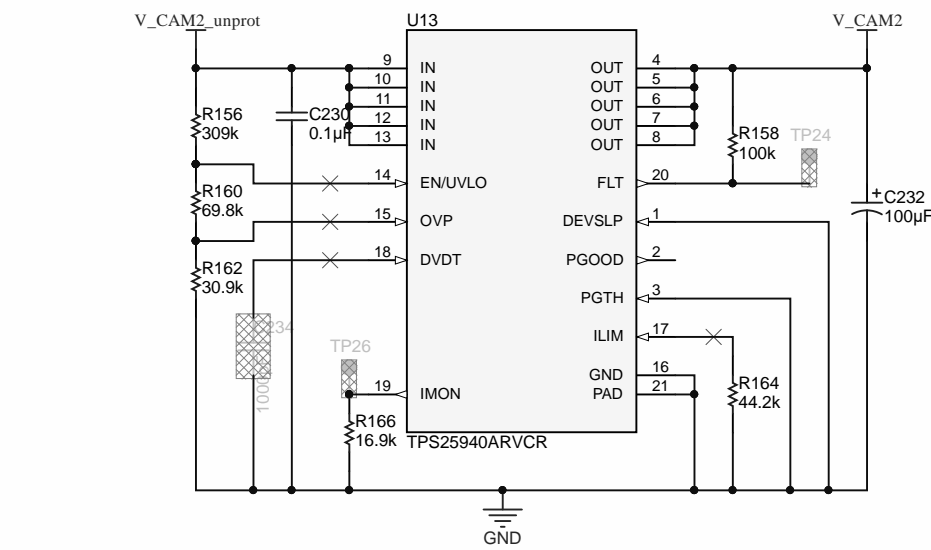 V_CAM2_unprot
U13
V_CAM2
9
IN
OUT
4
10
IN
OUT
5
11
IN
OUT
6
12
IN
OUT
7
13
IN
OUT
8
R156
309k
C230
0.1µF
R158
100k
TP24
14
EN/UVLO
FLT
20
R160
69.8k
15
OVP
DEVSLP
1
C232
100µF
18
DVDT
PGOOD
2
R162
30.9k
PGTH
3
C234
ILIM
17
TP26
GND
16
19
IMON
PAD
21
R164
44.2k
R166
16.9k
TPS25940ARVCR
GND